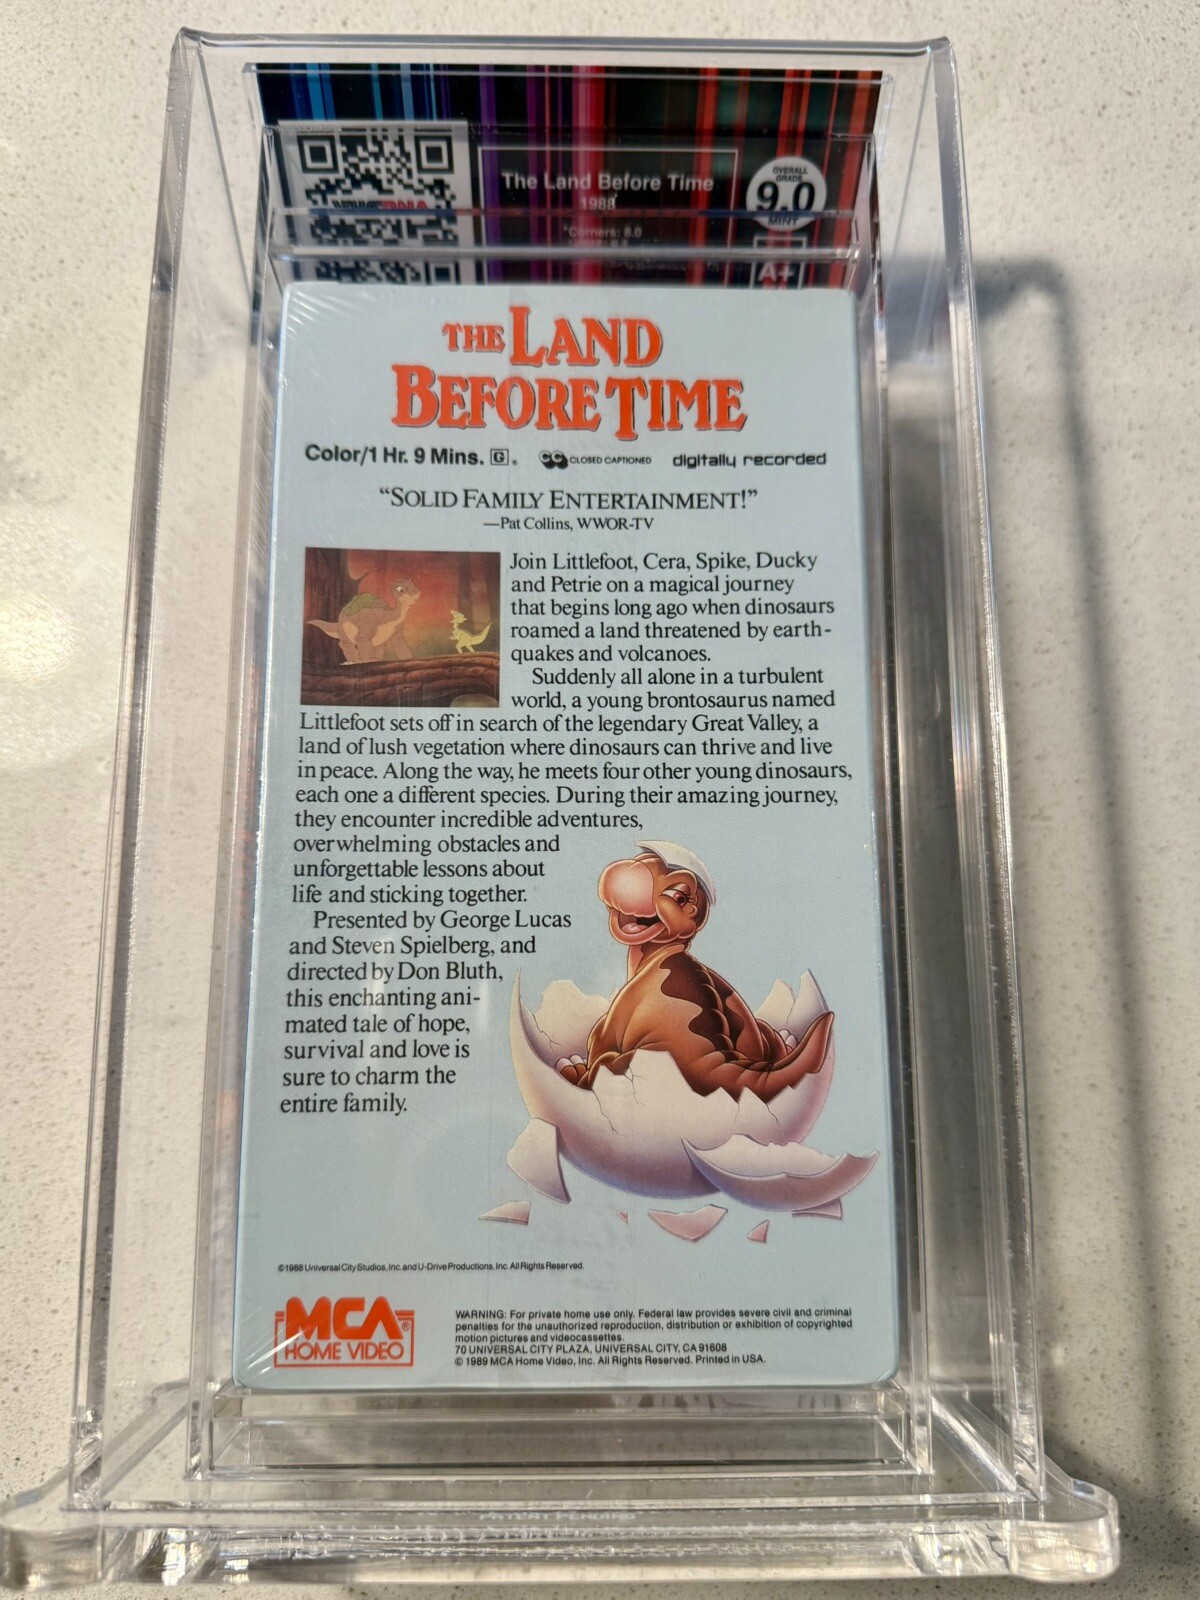 The Land Before Time
1988
OVERALL
GRADE
9.0
MINT
*Corners: 8.0
A+
THE LAND
BEFORE TIME
Color/1 Hr. 9 Mins. G.
CC CLOSED CAPTIONED
digitally recorded
“SOLID FAMILY ENTERTAINMENT!”
—Pat Collins, WWOR-TV
Join Littlefoot, Cera, Spike, Ducky
and Petrie on a magical journey
that begins long ago when dinosaurs
roamed a land threatened by earth-
quakes and volcanoes.
Suddenly all alone in a turbulent
world, a young brontosaurus named
Littlefoot sets off in search of the legendary Great Valley, a
land of lush vegetation where dinosaurs can thrive and live
in peace. Along the way, he meets four other young dinosaurs,
each one a different species. During their amazing journey,
they encounter incredible adventures,
overwhelming obstacles and
unforgettable lessons about
life and sticking together.
Presented by George Lucas
and Steven Spielberg, and
directed by Don Bluth,
this enchanting ani-
mated tale of hope,
survival and love is
sure to charm the
entire family.
©1988 Universal City Studios, Inc. and U-Drive Productions, Inc. All Rights Reserved.
MCA®
HOME VIDEO
WARNING: For private home use only. Federal law provides severe civil and criminal
penalties for the unauthorized reproduction, distribution or exhibition of copyrighted
motion pictures and videocassettes.
70 UNIVERSAL CITY PLAZA, UNIVERSAL CITY, CA 91608
© 1989 MCA Home Video, Inc. All Rights Reserved. Printed in USA.
PATENT PENDING